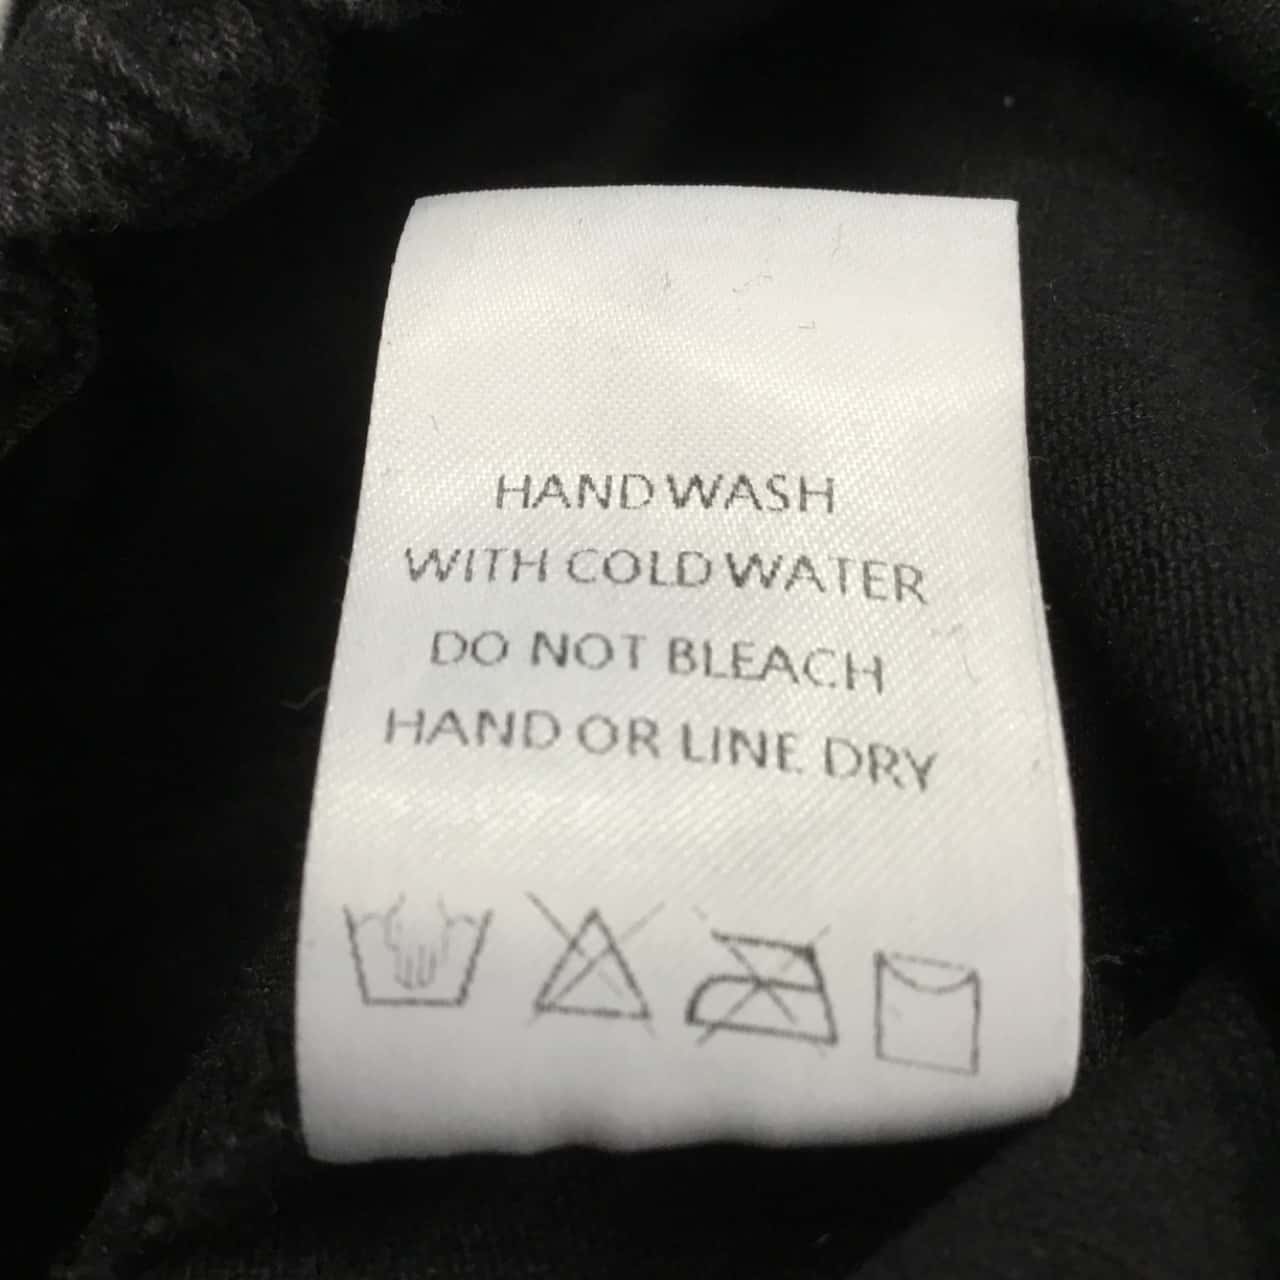 HAND WASH
WITH COLD WATER
DO NOT BLEACH
HAND OR LINE DRY